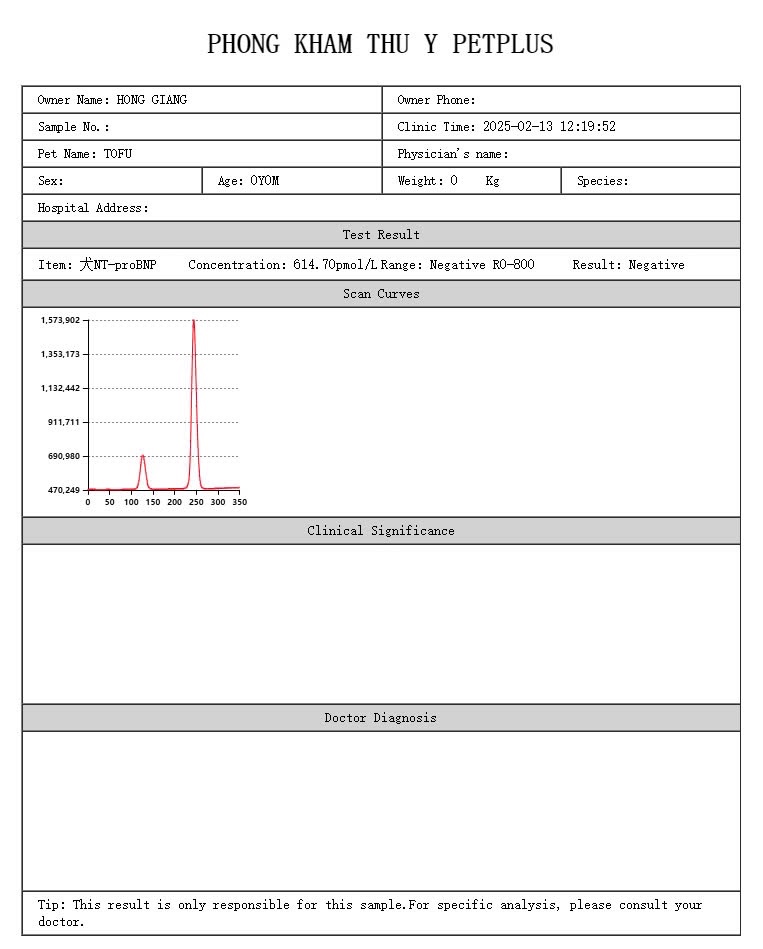 PHONG KHAM THU Y PETPLUS
Owner Name: HONG GIANG Owner Phone:
Sample No.: Clinic Time: 2025-02-13 12:19:52
Pet Name: TOFU Physician's name:
Sex: Age: 0Y0M Weight: 0 Kg Species:
Hospital Address:
Test Result
Item: 犬NT-proBNP Concentration: 614.70pmol/L Range: Negative R0-800 Result: Negative
Scan Curves
1,573,902
1,353,173
1,132,442
911,711
690,980
470,249
0 50 100 150 200 250 300 350
Clinical Significance
Doctor Diagnosis
Tip: This result is only responsible for this sample.For specific analysis, please consult your
doctor.